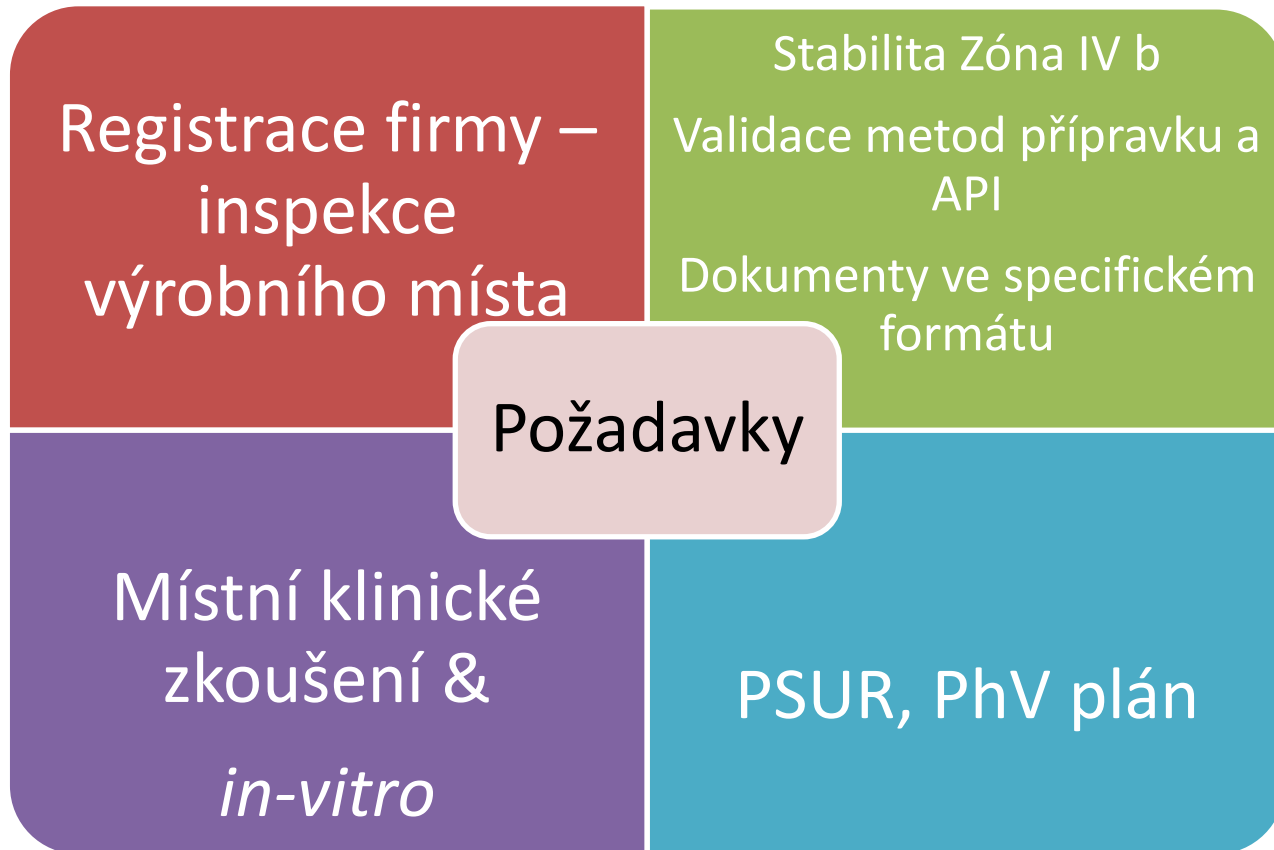 Registrace firmy –
inspekce
výrobního místa
Stabilita Zóna IV b
Validace metod přípravku a
API
Dokumenty ve specifickém
formátu
Požadavky
Místní klinické
zkoušení &
in-vitro
PSUR, PhV plán